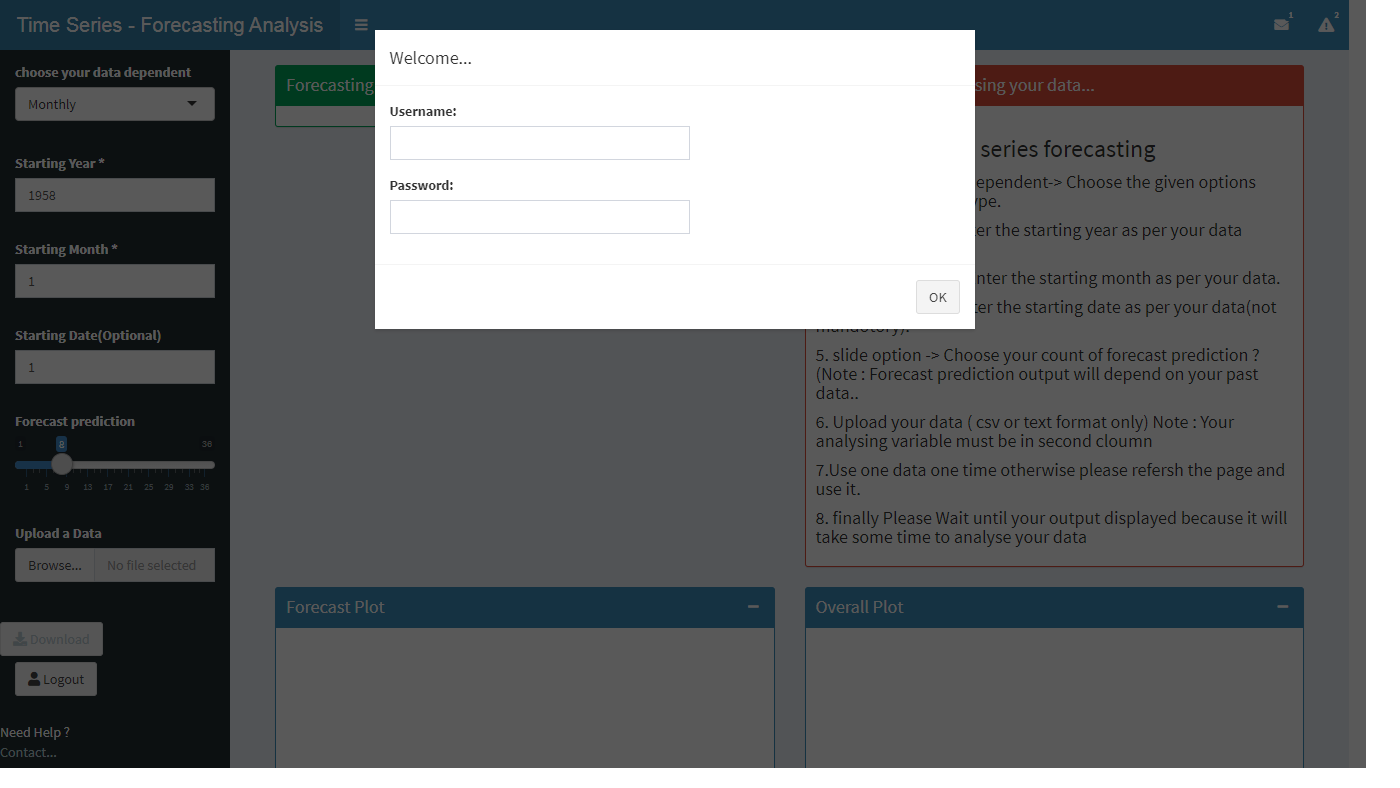 Time Series - Forecasting Analysis
1
2
choose your data dependent
Monthly
Starting Year *
1958
Starting Month *
1
Starting Date(Optional)
1
Forecast prediction
1
8
36
1 5 9 13 17 21 25 29 33 36
Upload a Data
Browse... No file selected
Download
Logout
Need Help ?
Contact...
Welcome...
Username:
Password:
OK
Forecasting
sing your data...
series forecasting
ependent-> Choose the given options
ype.
er the starting year as per your data
nter the starting month as per your data.
er the starting date as per your data(not
mandotory).
5. slide option -> Choose your count of forecast prediction ?
(Note : Forecast prediction output will depend on your past
data..
6. Upload your data ( csv or text format only) Note : Your
analysing variable must be in second cloumn
7.Use one data one time otherwise please refersh the page and
use it.
8. finally Please Wait until your output displayed because it will
take some time to analyse your data
Forecast Plot
Overall Plot